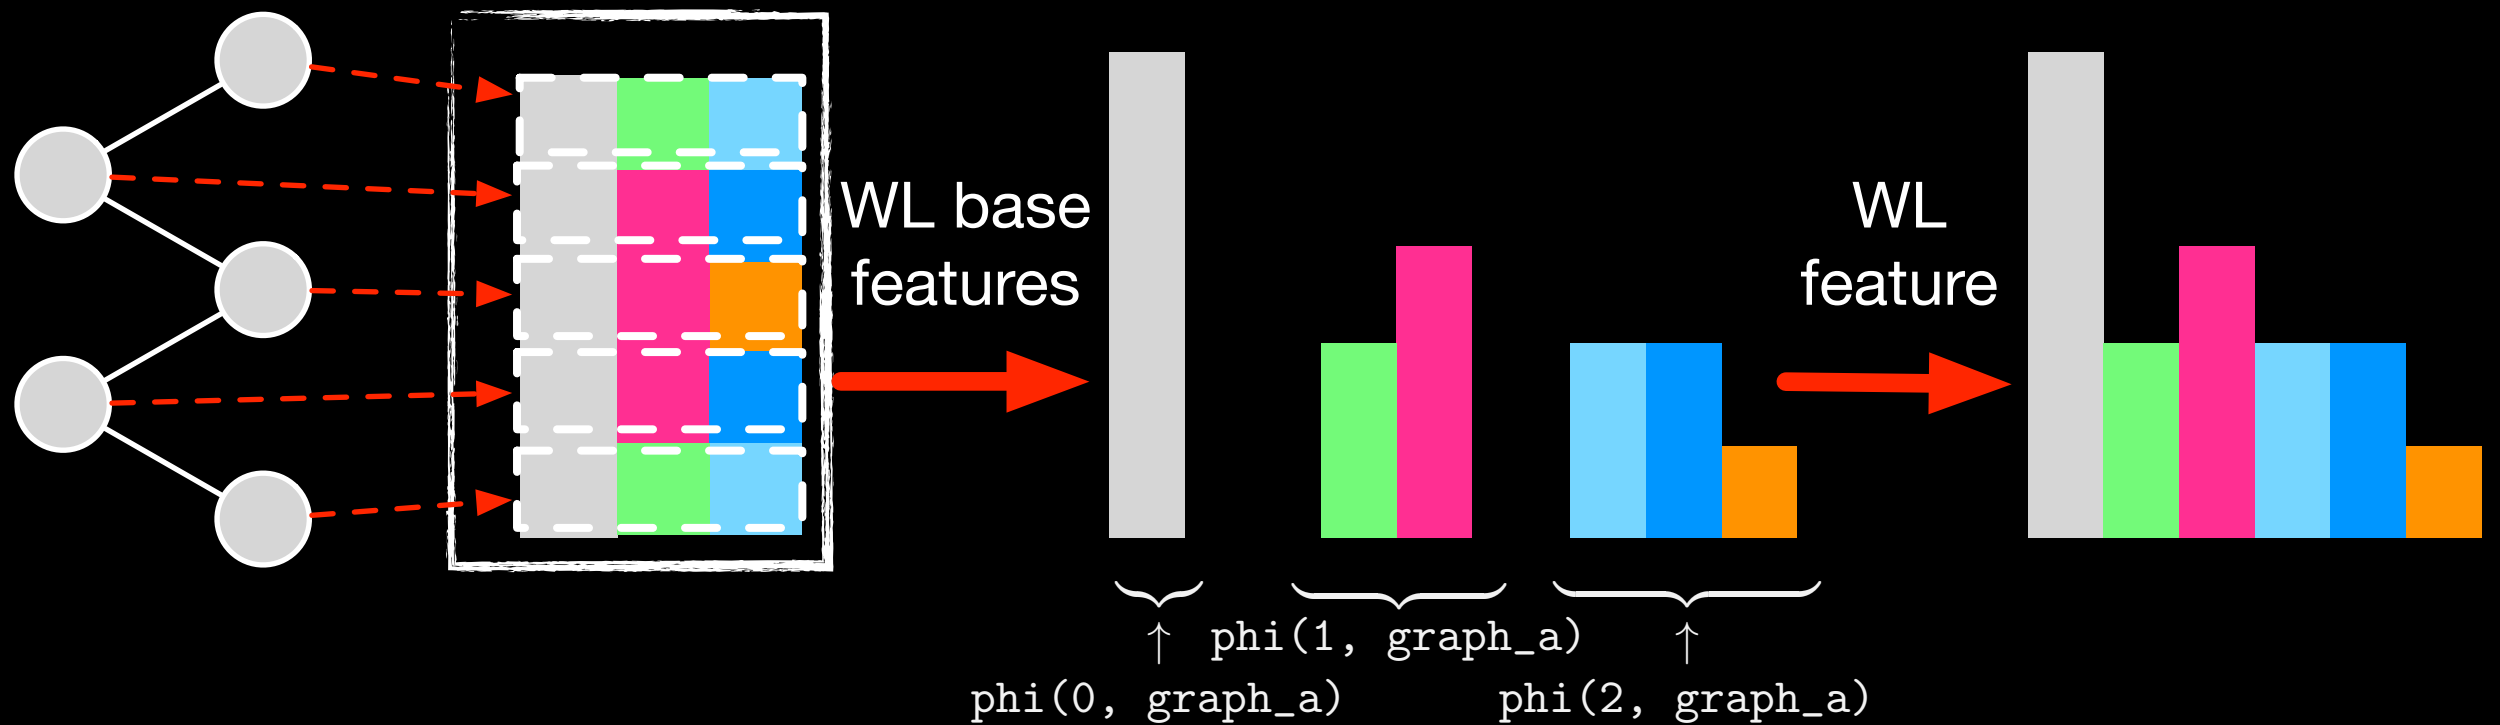 WL base
features
WL
feature
phi(1, graph_a)
phi(0, graph_a)
phi(2, graph_a)